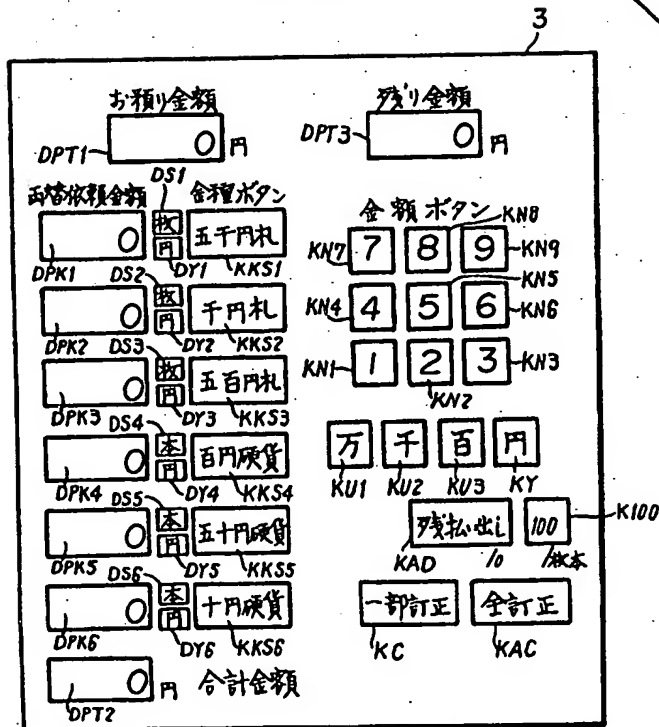 3
お預り金額 残り金額
DPT1 0 円 DPT3 0 円
両替依頼金額 DS1 金種ボタン 金額ボタン
0 枚 円 五千円札 KN7 7 8 9 KN8 KN9
DPK1 DS2 DY1 KKS1 KN5
0 枚 円 千円札 KN4 4 5 6 KN6
DPK2 DS3 DY2 KKS2
0 枚 円 五百円札 KN1 1 2 3 KN3
DPK3 DS4 DY3 KKS3 KN2
0 本 円 百円硬貨 万 千 百 円
DPK4 DS5 DY4 KKS4 KU1 KU2 KU3 KY
0 本 円 五十円硬貨 残払い出し 100 K100
DPK5 DS6 DY5 KKS5 KAD 10
0 本 円 十円硬貨 一部訂正 全訂正
DPK6 DY6 KKS6 KC KAC
0 円 合計金額
DPT2